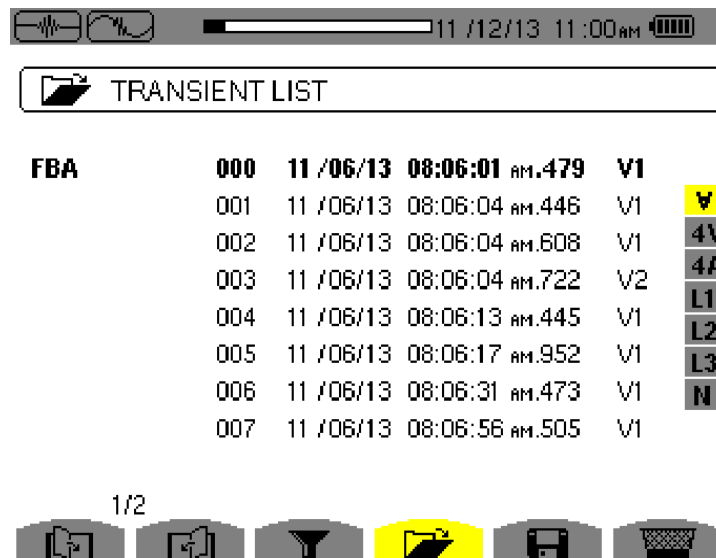 11 /12/13 11:00AM
TRANSIENT LIST
FBA 000 11 /06/13 08:06:01 AM.479 V1
001 11 /06/13 08:06:04 AM.446 V1
002 11 /06/13 08:06:04 AM.608 V1
003 11 /06/13 08:06:04 AM.722 V2
004 11 /06/13 08:06:13 AM.445 V1
005 11 /06/13 08:06:17 AM.952 V1
006 11 /06/13 08:06:31 AM.473 V1
007 11 /06/13 08:06:56 AM.505 V1
∀
4V
4A
L1
L2
L3
N
1/2